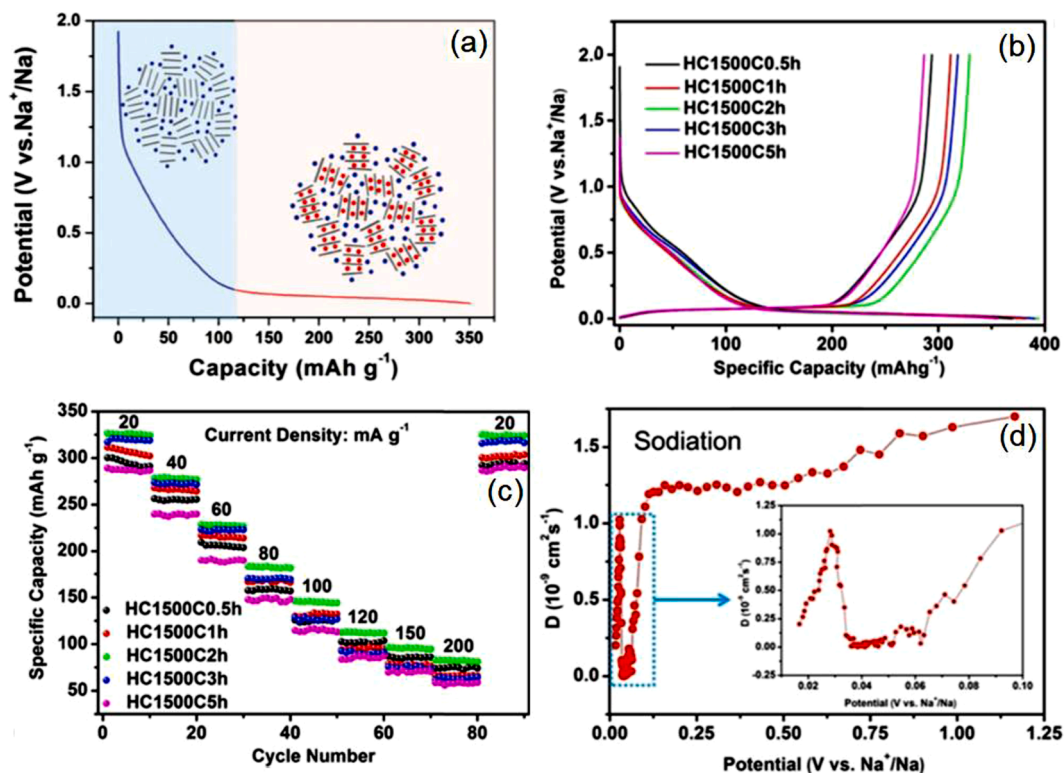 (a)
2.0
1.5
1.0
0.5
0.0
Potential (V vs.Na⁺/Na)
0 50 100 150 200 250 300 350
Capacity (mAh g⁻¹)
(b)
2.0
1.5
1.0
0.5
0.0
Potential (V vs.Na⁺/Na)
HC1500C0.5h
HC1500C1h
HC1500C2h
HC1500C3h
HC1500C5h
0 100 200 300 400
Specific Capacity (mAhg⁻¹)
(c)
350
300
250
200
150
100
50
Specific Capacity (mAh g⁻¹)
Current Density: mA g⁻¹
20
40
60
80
100
120
150
200
20
HC1500C0.5h
HC1500C1h
HC1500C2h
HC1500C3h
HC1500C5h
0 20 40 60 80
Cycle Number
(d)
Sodiation
1.5
1.0
0.5
0.0
D (10⁻⁹ cm²s⁻¹)
0.00 0.25 0.50 0.75 1.00 1.25
Potential (V vs. Na⁺/Na)
1.00
0.75
0.50
0.25
0.00
-0.25
D (10⁻⁹ cm²s⁻¹)
0.02 0.04 0.06 0.08 0.10
Potential (V vs. Na⁺/Na)